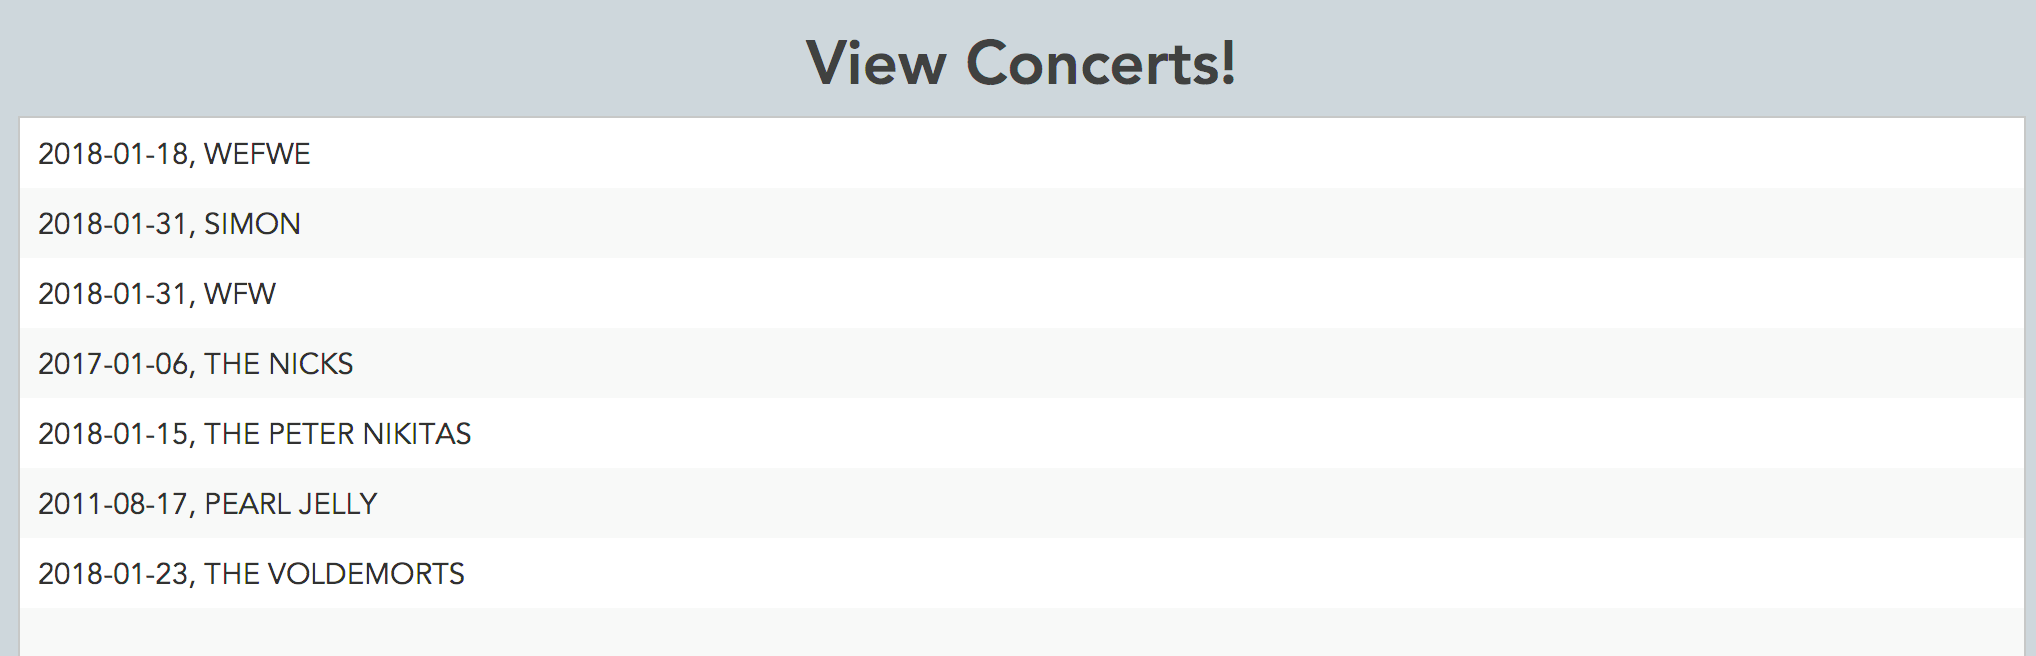 View Concerts!
2018-01-18, WEFWE
2018-01-31, SIMON
2018-01-31, WFW
2017-01-06, THE NICKS
2018-01-15, THE PETER NIKITAS
2011-08-17, PEARL JELLY
2018-01-23, THE VOLDEMORTS